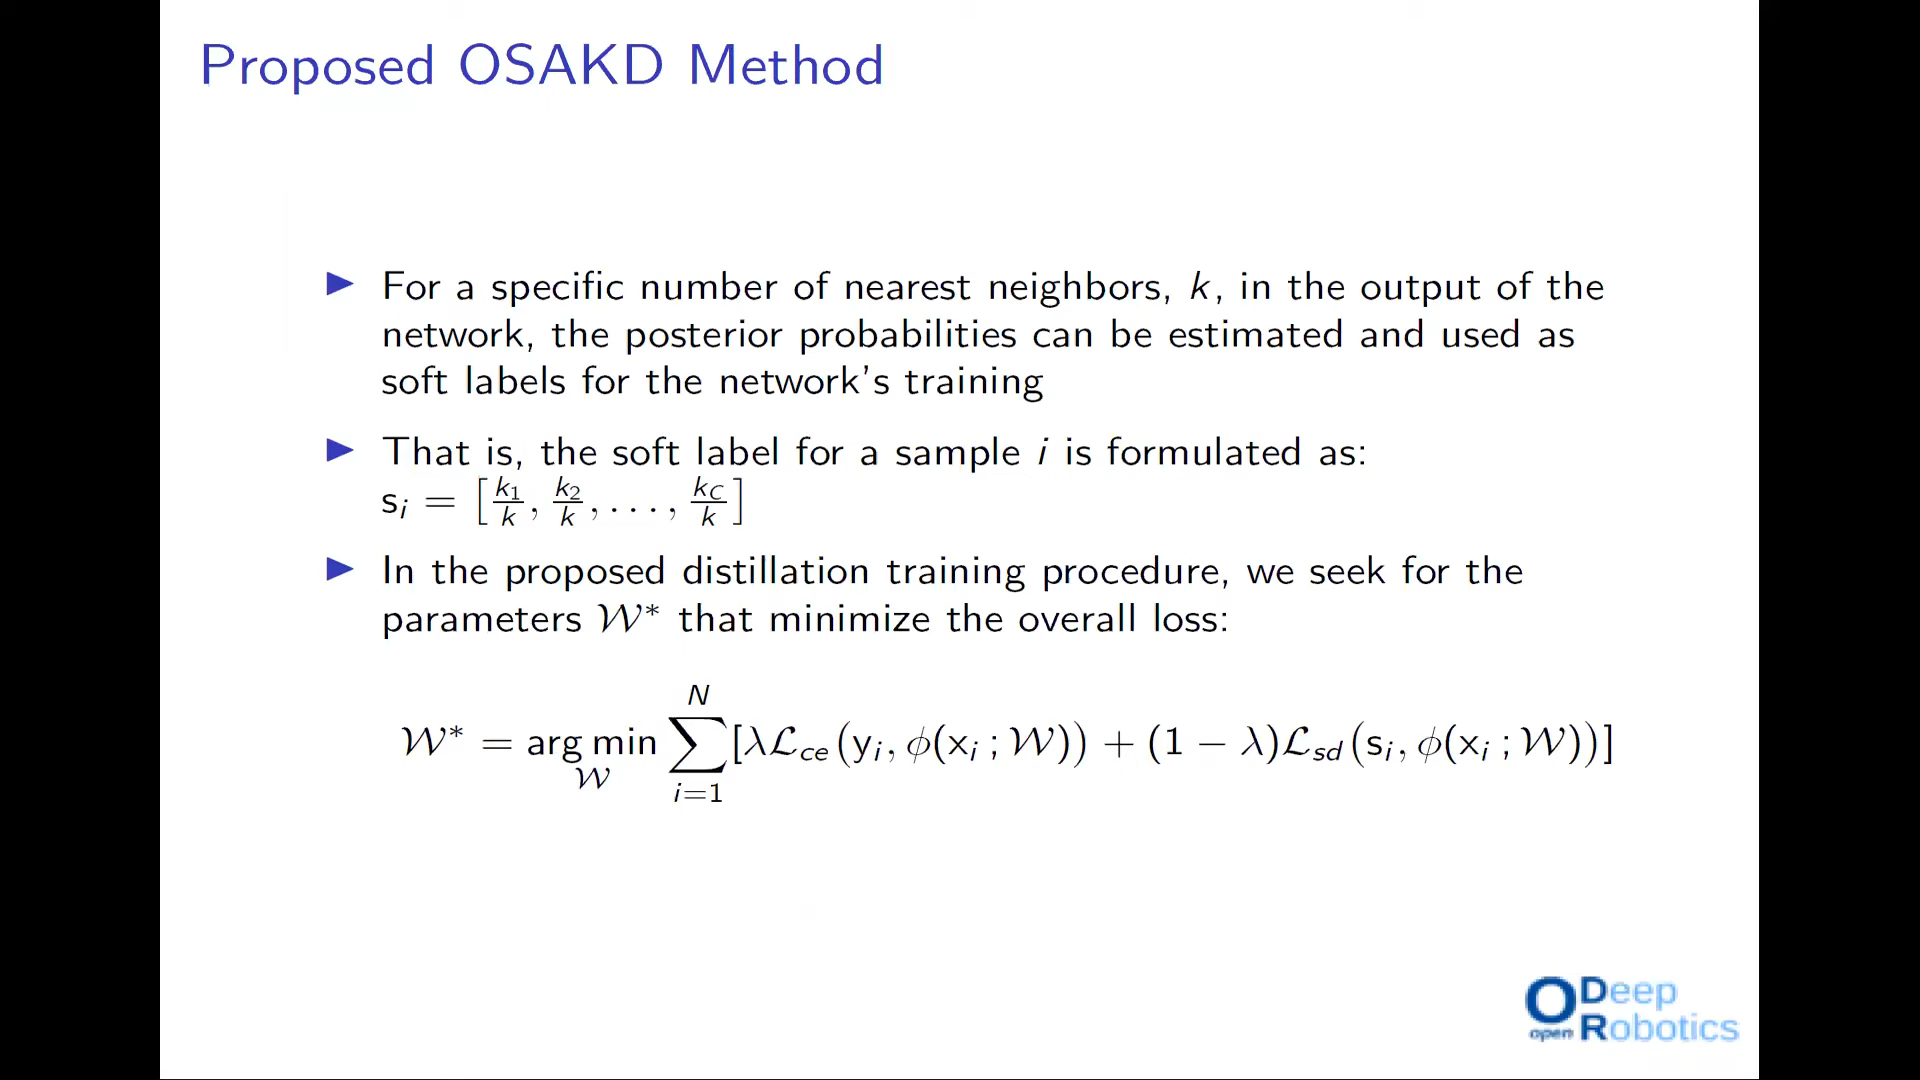 Proposed OSAKD Method
▶ For a specific number of nearest neighbors, k, in the output of the
network, the posterior probabilities can be estimated and used as
soft labels for the network's training
▶ That is, the soft label for a sample i is formulated as:
s_i = [k_1/k, k_2/k, . . . , k_C/k]
▶ In the proposed distillation training procedure, we seek for the
parameters 𝒲* that minimize the overall loss:
𝒲* = arg min_𝒲 ∑_{i=1}^{N} [λℒ_ce(y_i, ϕ(x_i ; 𝒲)) + (1 − λ)ℒ_sd(s_i, ϕ(x_i ; 𝒲))]
open Deep
Robotics